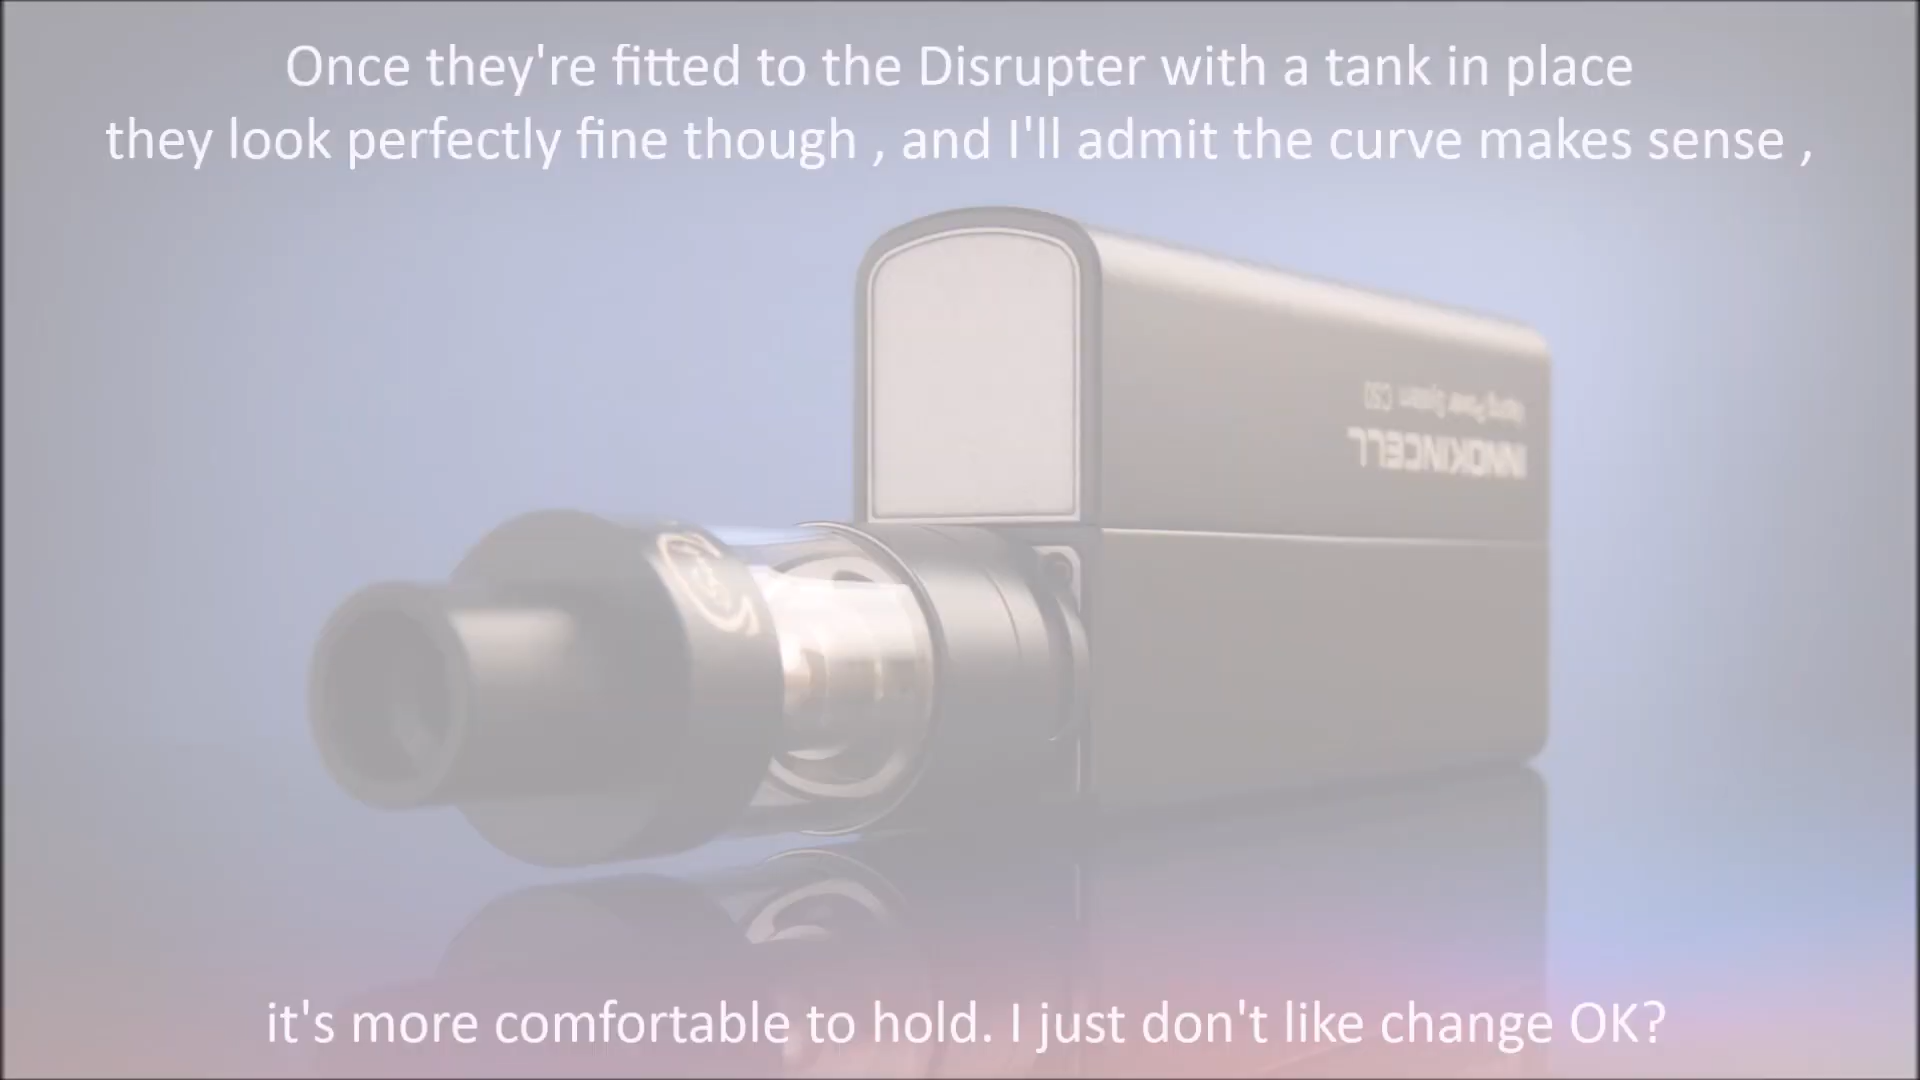 Once they're fitted to the Disrupter with a tank in place
they look perfectly fine though , and I'll admit the curve makes sense ,
INNOKINCELL
it's more comfortable to hold. I just don't like change OK?